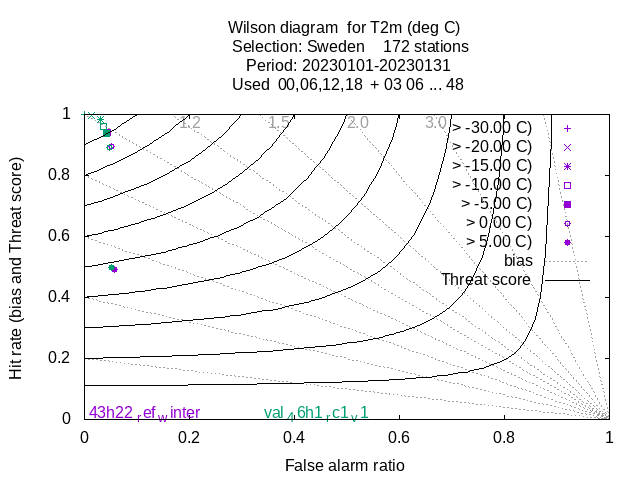 Wilson diagram  for T2m (deg C)
Selection: Sweden    172 stations
Period: 20230101-20230131
Used  00,06,12,18  + 03 06 ... 48
1.2 1.5 2.0 3.0
> -30.00 C)
> -20.00 C)
> -15.00 C)
> -10.00 C)
> -5.00 C)
> 0.00 C)
> 5.00 C)
bias
Threat score
Hit rate (bias and Threat score)
1
0.8
0.6
0.4
0.2
0
43h22_ref_winter val_46h1_rc1_v1
0 0.2 0.4 0.6 0.8 1
False alarm ratio